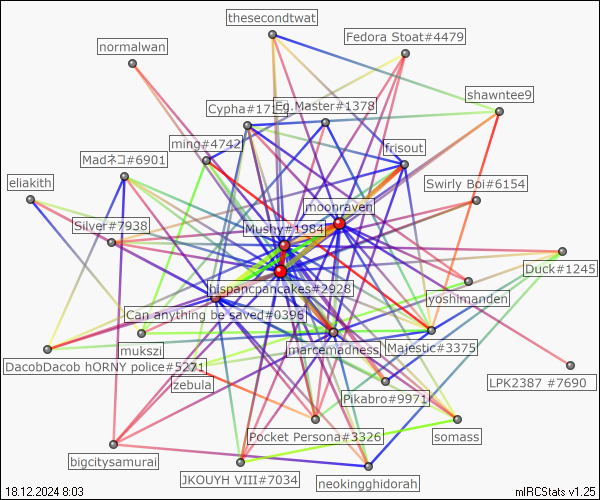 thesecondtwat
Fedora Stoat#4479
normalwan
shawntee9
Eg.Master#1378
ming#4742
frisout
Madネコ#6901
eliakith
Swirly Boi#6154
moonraven
Silver#7938
Mushy#1984
Duck#1245
hispancpancakes#2928
yoshimanden
Can anything be saved#0396
mukszi
marcemadness
Majestic#3375
DacobDacob hORNY police#5271
zebula
LPK2387 #7690
Pikabro#9971
Pocket Persona#3326
somass
bigcitysamurai
JKOUYH VIII#7034
neokingghidorah
18.12.2024 8:03
mIRCStats v1.25